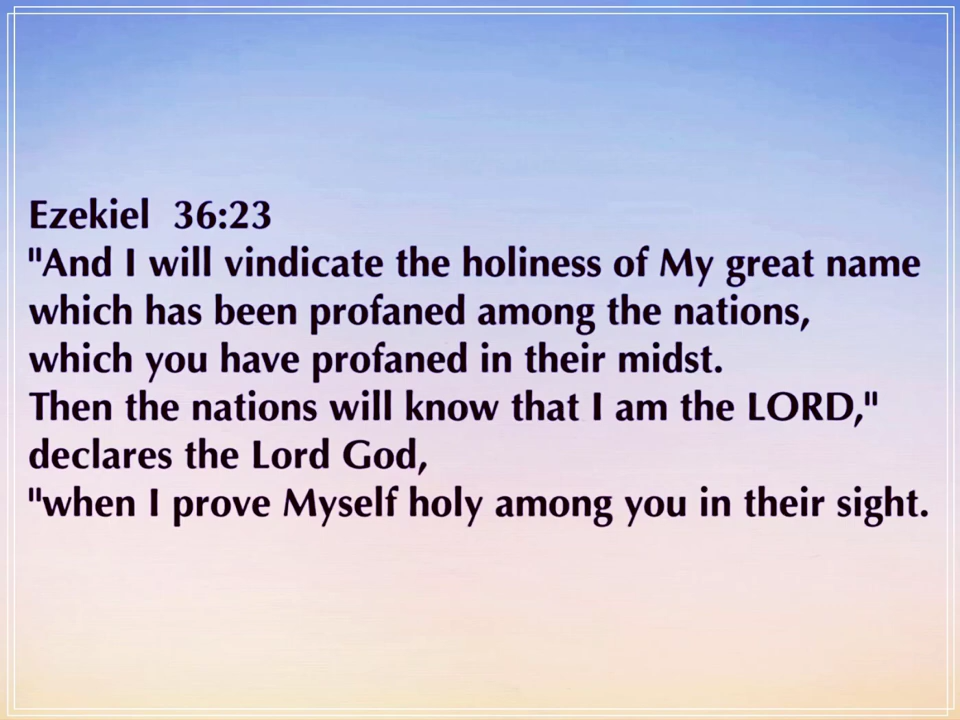 Ezekiel  36:23
"And I will vindicate the holiness of My great name
which has been profaned among the nations,
which you have profaned in their midst.
Then the nations will know that I am the LORD,"
declares the Lord God,
"when I prove Myself holy among you in their sight.